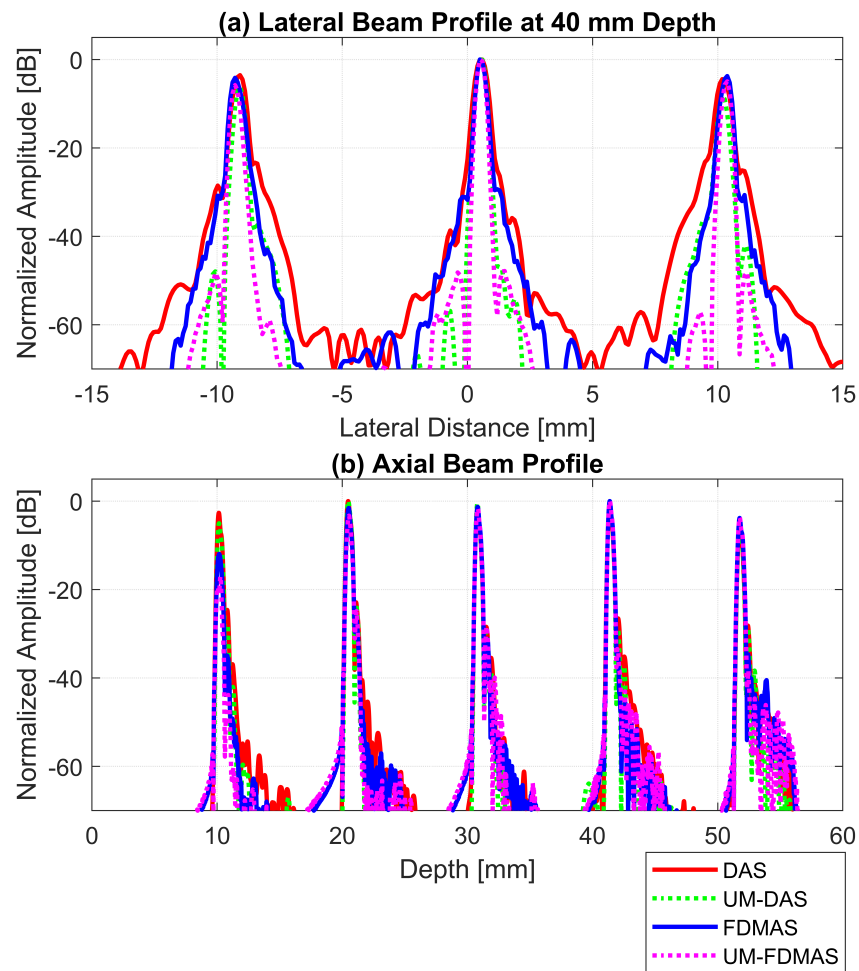 (a) Lateral Beam Profile at 40 mm Depth
Normalized Amplitude [dB]
0
-20
-40
-60
-15
-10
-5
0
5
10
15
Lateral Distance [mm]
(b) Axial Beam Profile
Normalized Amplitude [dB]
0
-20
-40
-60
0
10
20
30
40
50
60
Depth [mm]
DAS
UM-DAS
FDMAS
UM-FDMAS